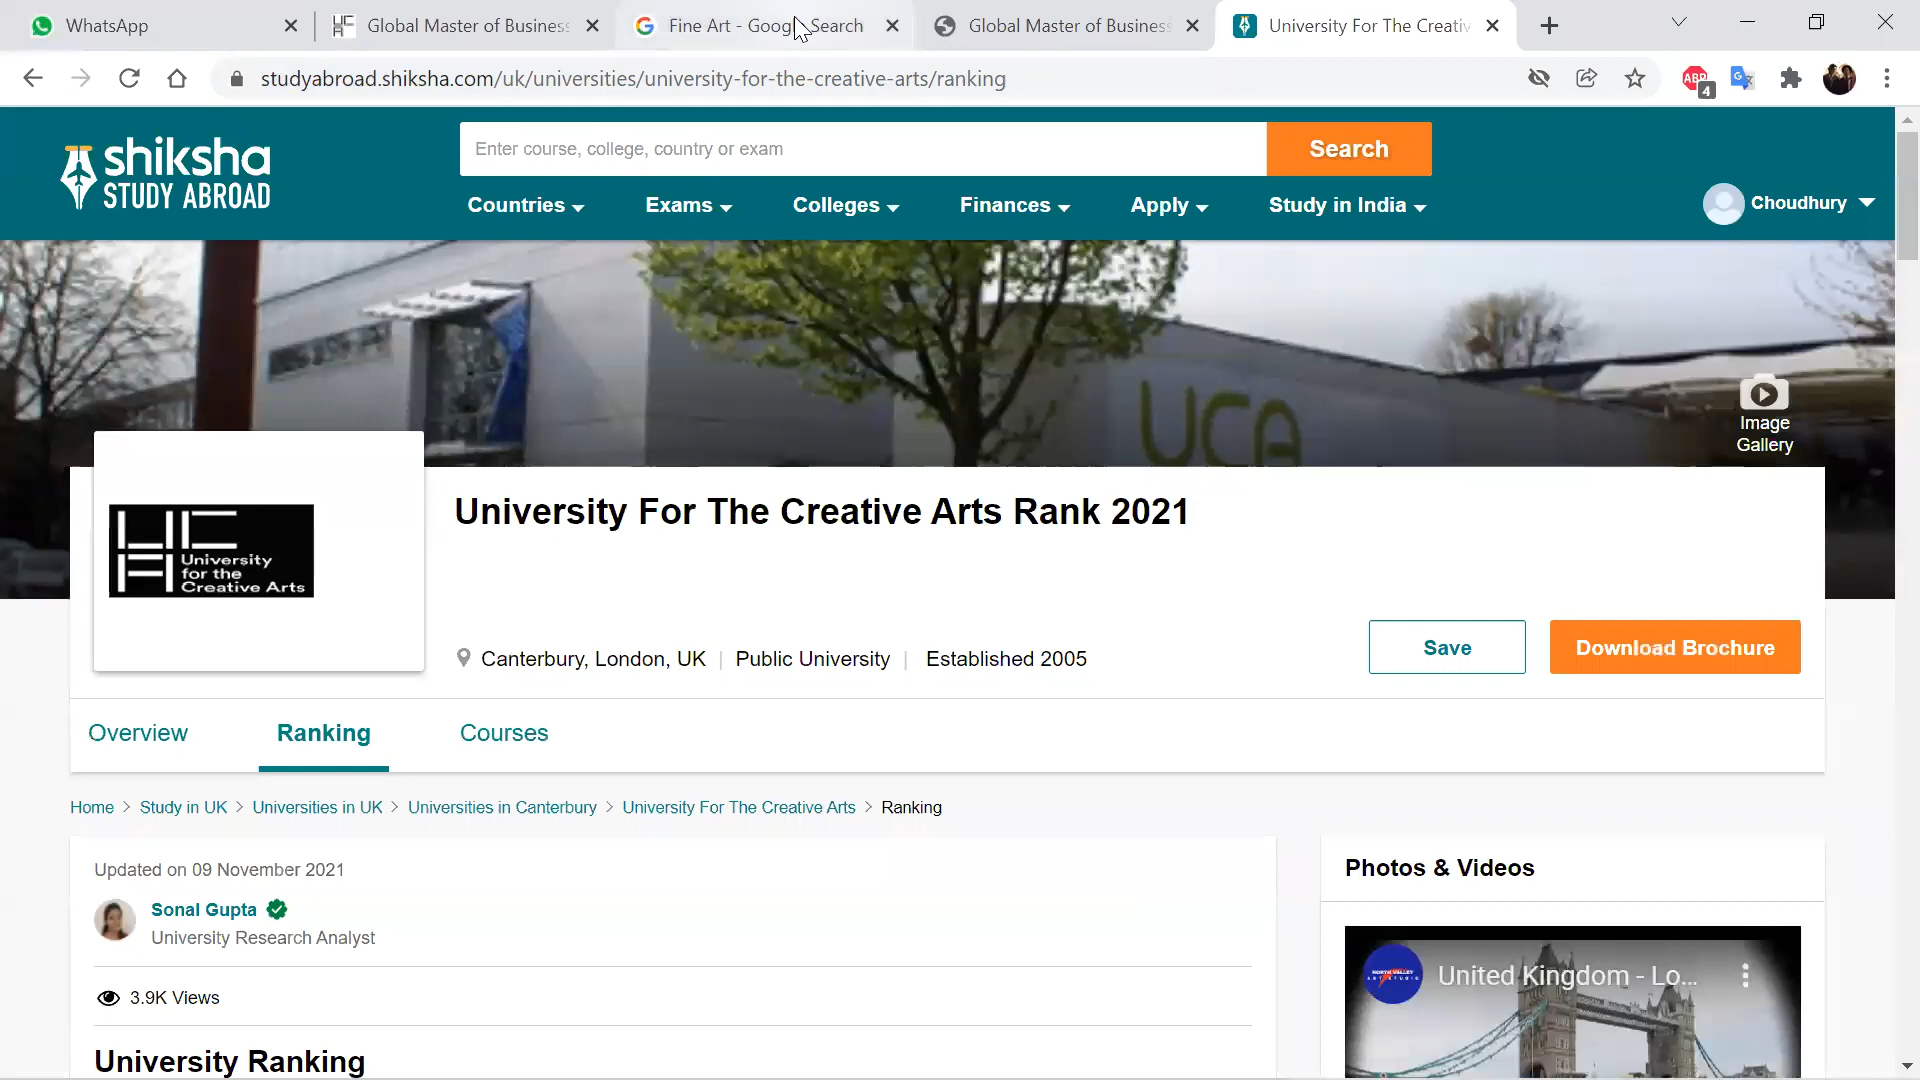 WhatsApp
Global Master of Business
Fine Art - Google Search
Global Master of Business
University For The Creativ
studyabroad.shiksha.com/uk/universities/university-for-the-creative-arts/ranking
ABP
4
shiksha
STUDY ABROAD
Enter course, college, country or exam
Search
Countries
Exams
Colleges
Finances
Apply
Study in India
Choudhury
UCA
Image
Gallery
University
for the
Creative Arts
University For The Creative Arts Rank 2021
Canterbury, London, UK | Public University | Established 2005
Save
Download Brochure
Overview
Ranking
Courses
Home > Study in UK > Universities in UK > Universities in Canterbury > University For The Creative Arts > Ranking
Updated on 09 November 2021
Sonal Gupta
University Research Analyst
3.9K Views
University Ranking
Photos & Videos
NORTH VALLEY
United Kingdom - Lo...